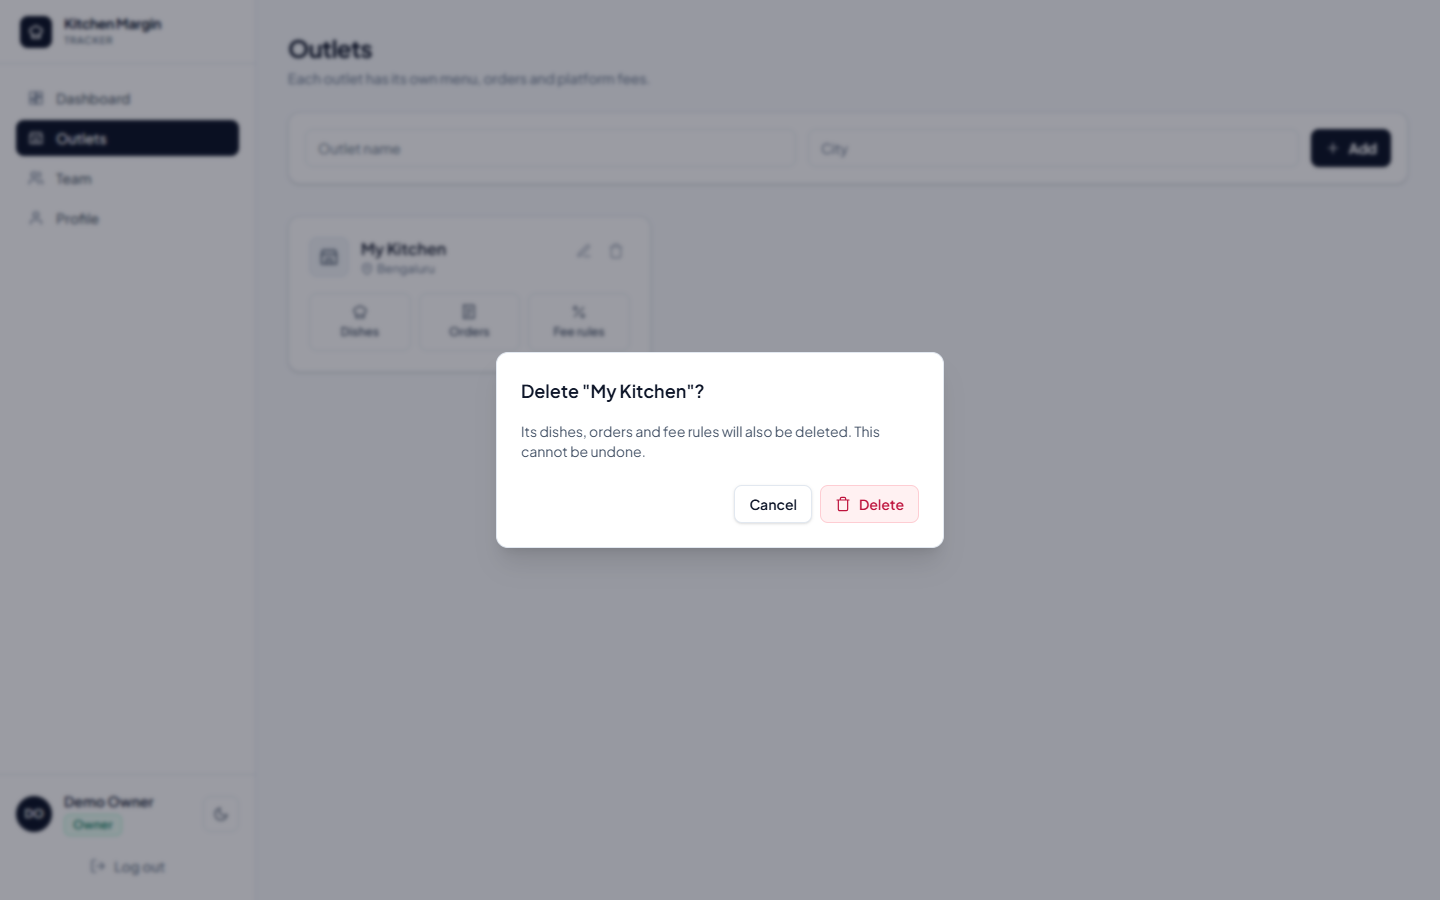 Kitchen Margin
TRACKER
Dashboard
Outlets
Team
Profile
Demo Owner
DO
Owner
Log out
Outlets
Each outlet has its own menu, orders and platform fees.
Outlet name
City
+ Add
My Kitchen
Bengaluru
Dishes
Orders
Fee rules
Delete "My Kitchen"?
Its dishes, orders and fee rules will also be deleted. This
cannot be undone.
Cancel
Delete